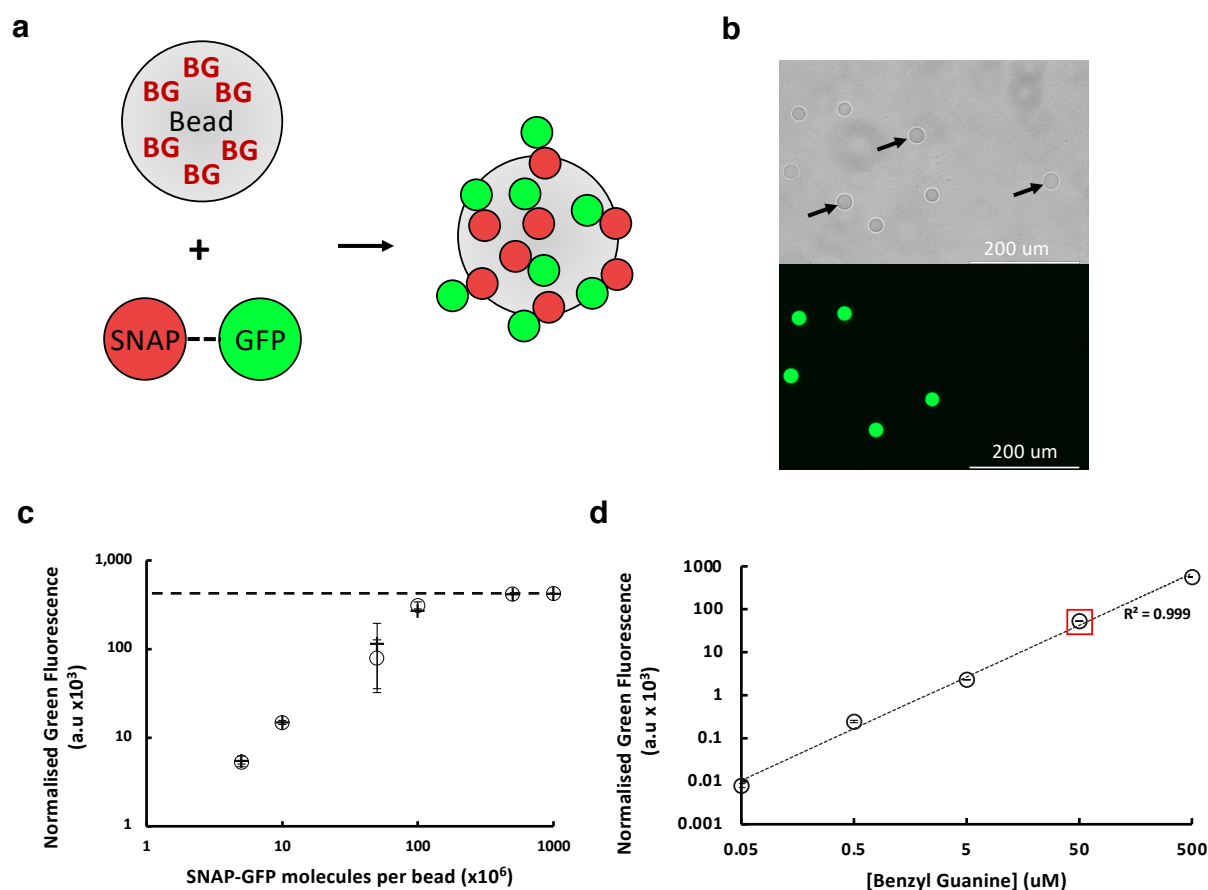 a
BG
BG BG
Bead
BG BG
BG
+
SNAP
GFP
b
200 um
200 um
c
Normalised Green Fluorescence
(a.u x10³)
1,000
100
10
1
1
10
100
1000
SNAP-GFP molecules per bead (x10⁶)
d
Normalised Green Fluorescence
(a.u x 10³)
1000
100
10
1
0.1
0.01
0.001
R² = 0.999
0.05
0.5
5
50
500
[Benzyl Guanine] (uM)